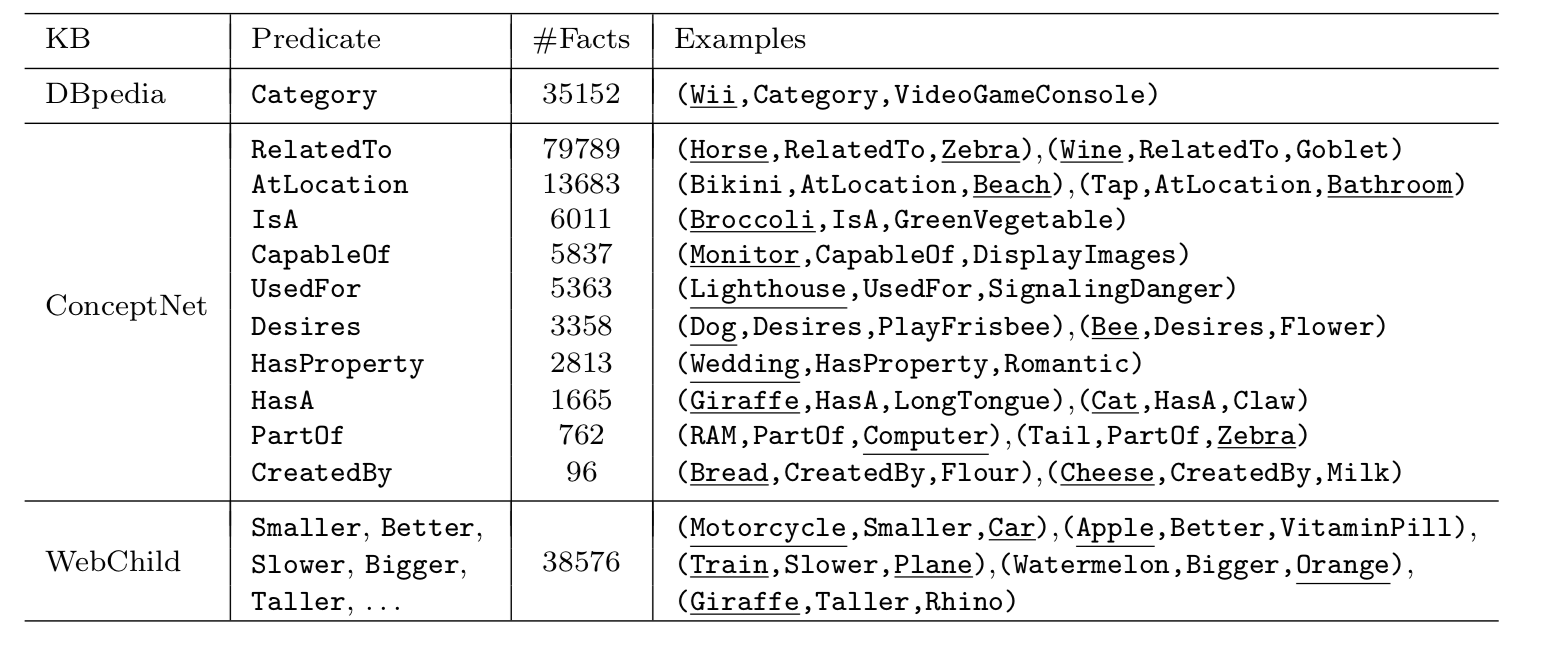 KB Predicate #Facts Examples
DBpedia Category 35152 (Wii,Category,VideoGameConsole)
RelatedTo 79789 (Horse,RelatedTo,Zebra),(Wine,RelatedTo,Goblet)
AtLocation 13683 (Bikini,AtLocation,Beach),(Tap,AtLocation,Bathroom)
IsA 6011 (Broccoli,IsA,GreenVegetable)
CapableOf 5837 (Monitor,CapableOf,DisplayImages)
UsedFor 5363 (Lighthouse,UsedFor,SignalingDanger)
ConceptNet
Desires 3358 (Dog,Desires,PlayFrisbee),(Bee,Desires,Flower)
HasProperty 2813 (Wedding,HasProperty,Romantic)
HasA 1665 (Giraffe,HasA,LongTongue),(Cat,HasA,Claw)
PartOf 762 (RAM,PartOf,Computer),(Tail,PartOf,Zebra)
CreatedBy 96 (Bread,CreatedBy,Flour),(Cheese,CreatedBy,Milk)
Smaller, Better, (Motorcycle,Smaller,Car),(Apple,Better,VitaminPill),
WebChild Slower, Bigger, 38576 (Train,Slower,Plane),(Watermelon,Bigger,Orange),
Taller, ... (Giraffe,Taller,Rhino)